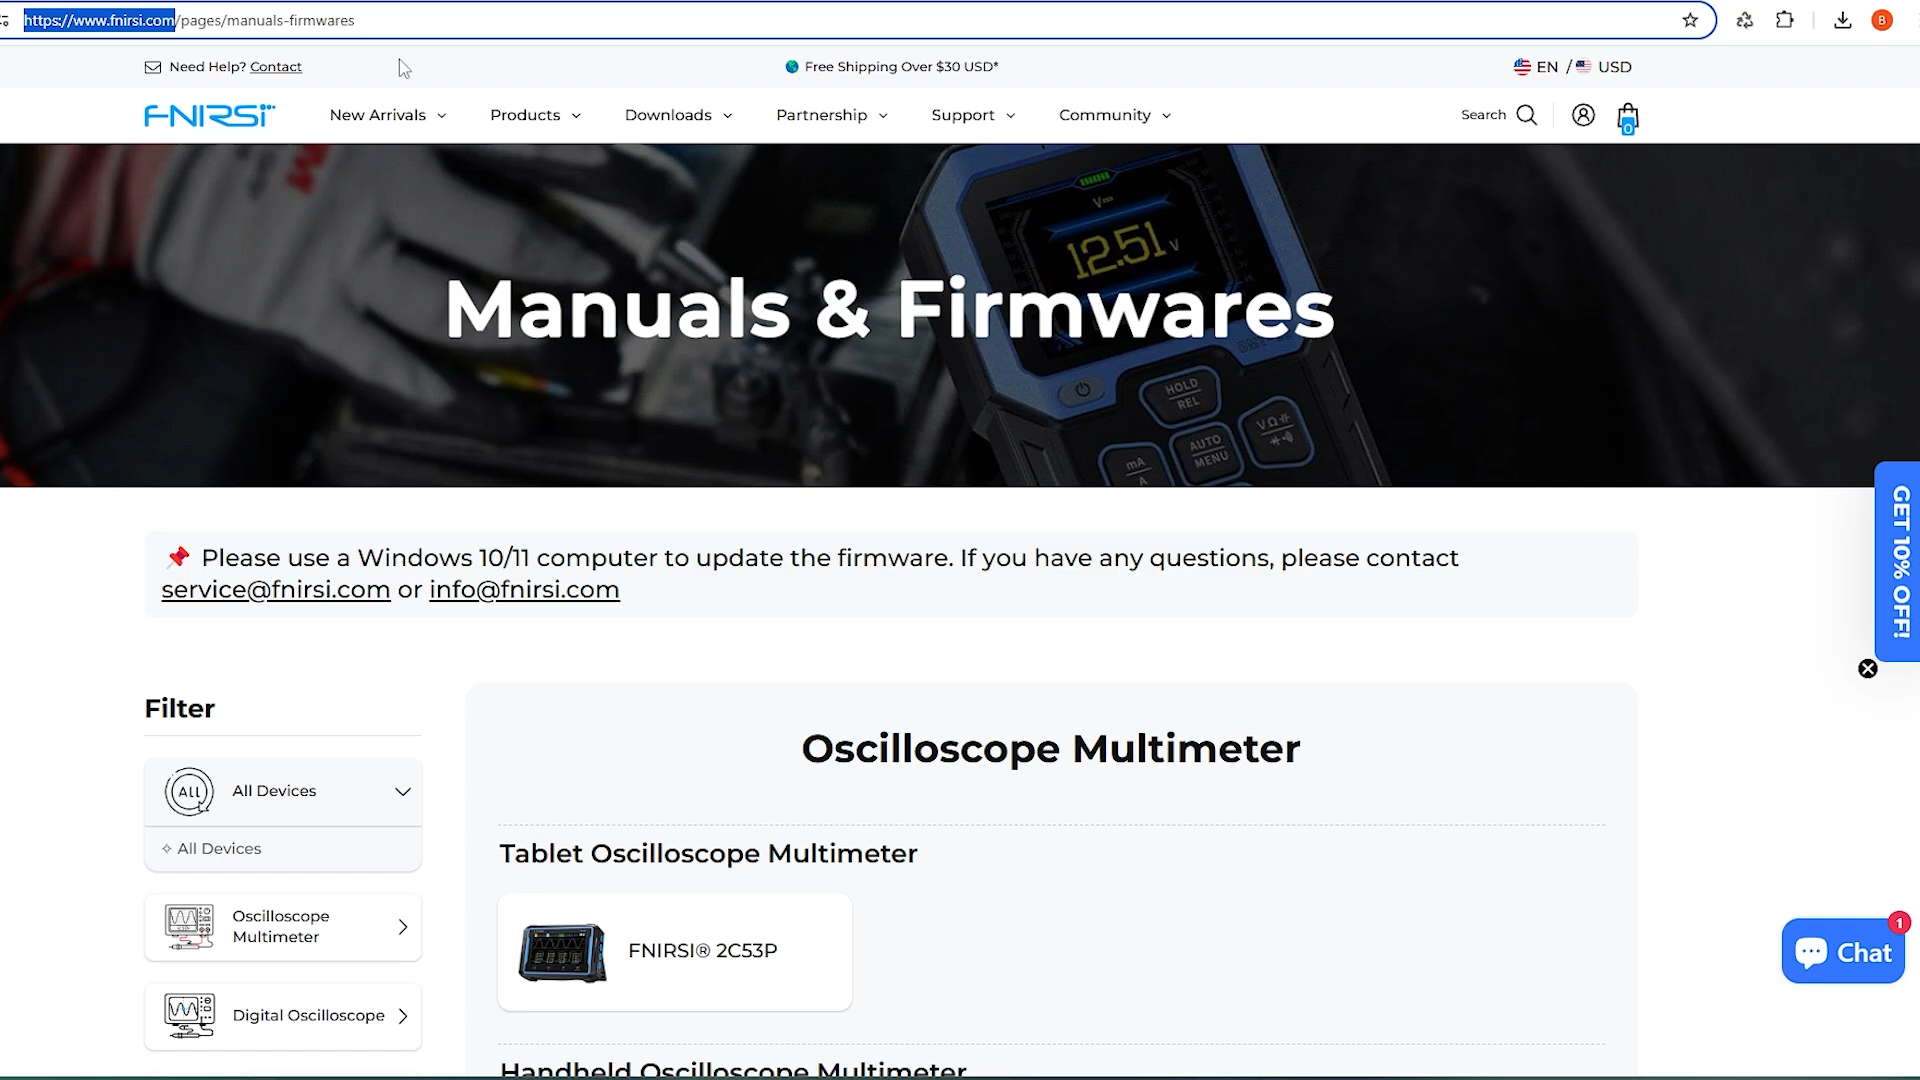 https://www.fnirsi.com/pages/manuals-firmwares
B
Need Help? Contact
Free Shipping Over $30 USD*
EN / USD
FNIRSI
New Arrivals
Products
Downloads
Partnership
Support
Community
Search
0
V
12.51 V
Manuals & Firmwares
HOLD
REL
VΩ
AUTO
MENU
mA
A
GET 10% OFF!
📌 Please use a Windows 10/11 computer to update the firmware. If you have any questions, please contact
service@fnirsi.com or info@fnirsi.com
Filter
ALL
All Devices
✧ All Devices
Oscilloscope
Multimeter
Digital Oscilloscope
Oscilloscope Multimeter
Tablet Oscilloscope Multimeter
FNIRSI® 2C53P
Handheld Oscilloscope Multimeter
1
Chat